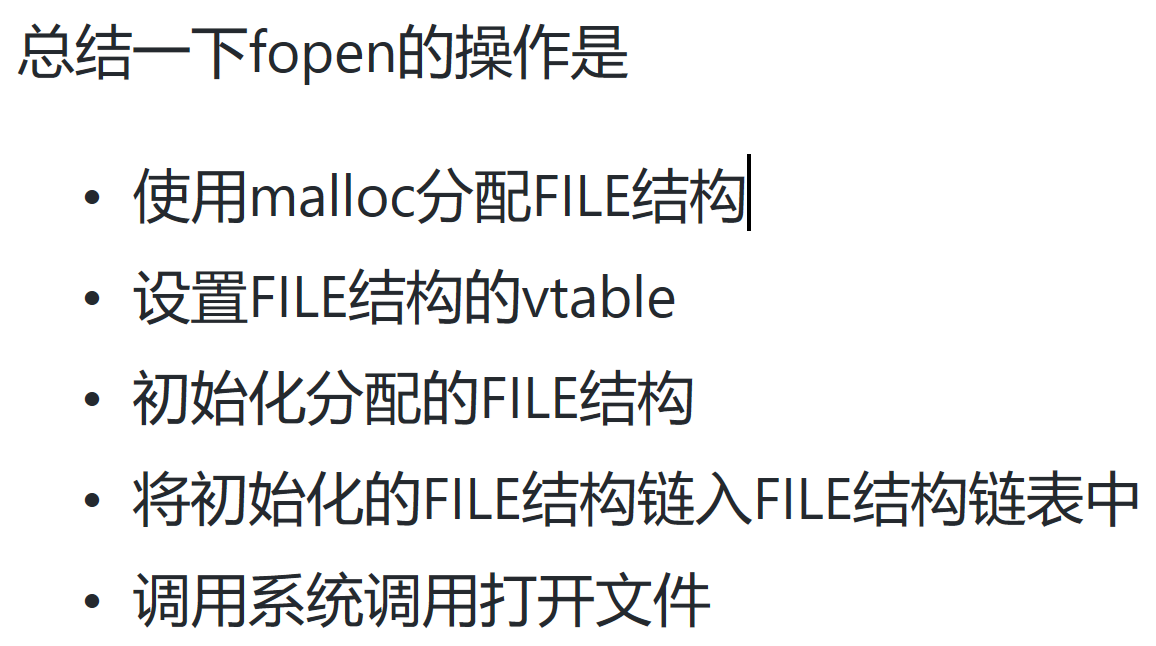 总结一下fopen的操作是
• 使用malloc分配FILE结构
• 设置FILE结构的vtable
• 初始化分配的FILE结构
• 将初始化的FILE结构链入FILE结构链表中
• 调用系统调用打开文件